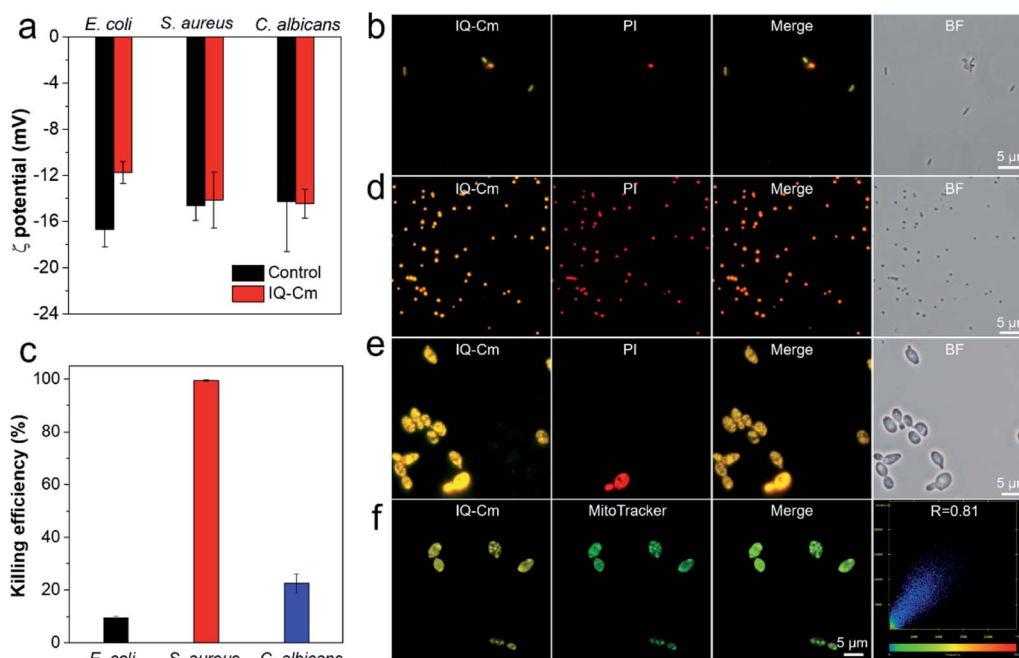 a
E. coli S. aureus C. albicans
0
-4
-8
-12
-16
-20
-24
ζ potential (mV)
Control
IQ-Cm
b
IQ-Cm PI Merge BF
5 μm
d
IQ-Cm PI Merge BF
5 μm
e
IQ-Cm PI Merge BF
5 μm
f
IQ-Cm MitoTracker Merge R=0.81
5 μm
c
100
80
60
40
20
0
Killing efficiency (%)
E. coli S. aureus C. albicans